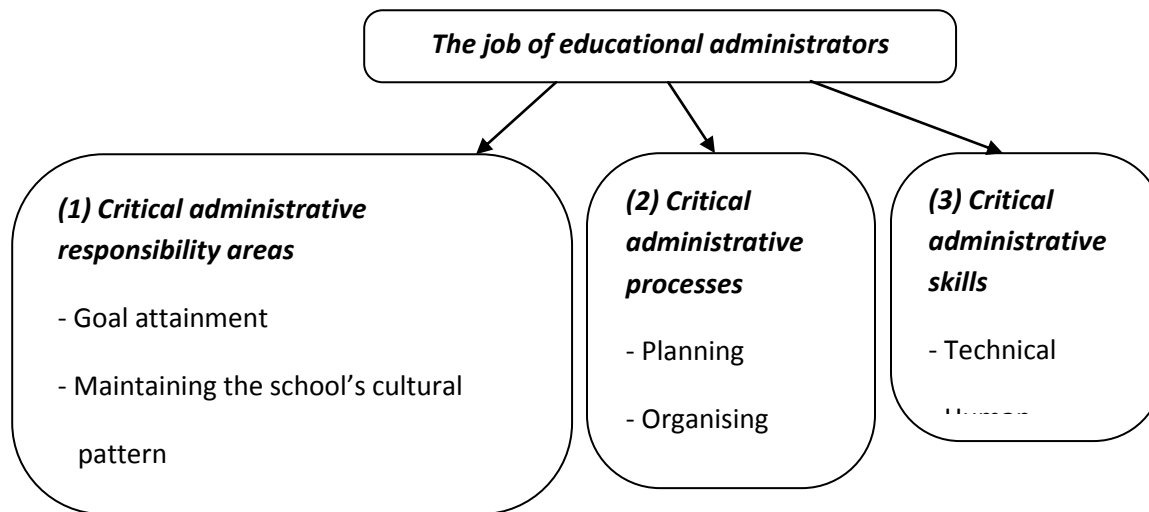 The job of educational administrators
(1) Critical administrative
responsibility areas
- Goal attainment
- Maintaining the school’s cultural
pattern
(2) Critical
administrative
processes
- Planning
- Organising
(3) Critical
administrative
skills
- Technical